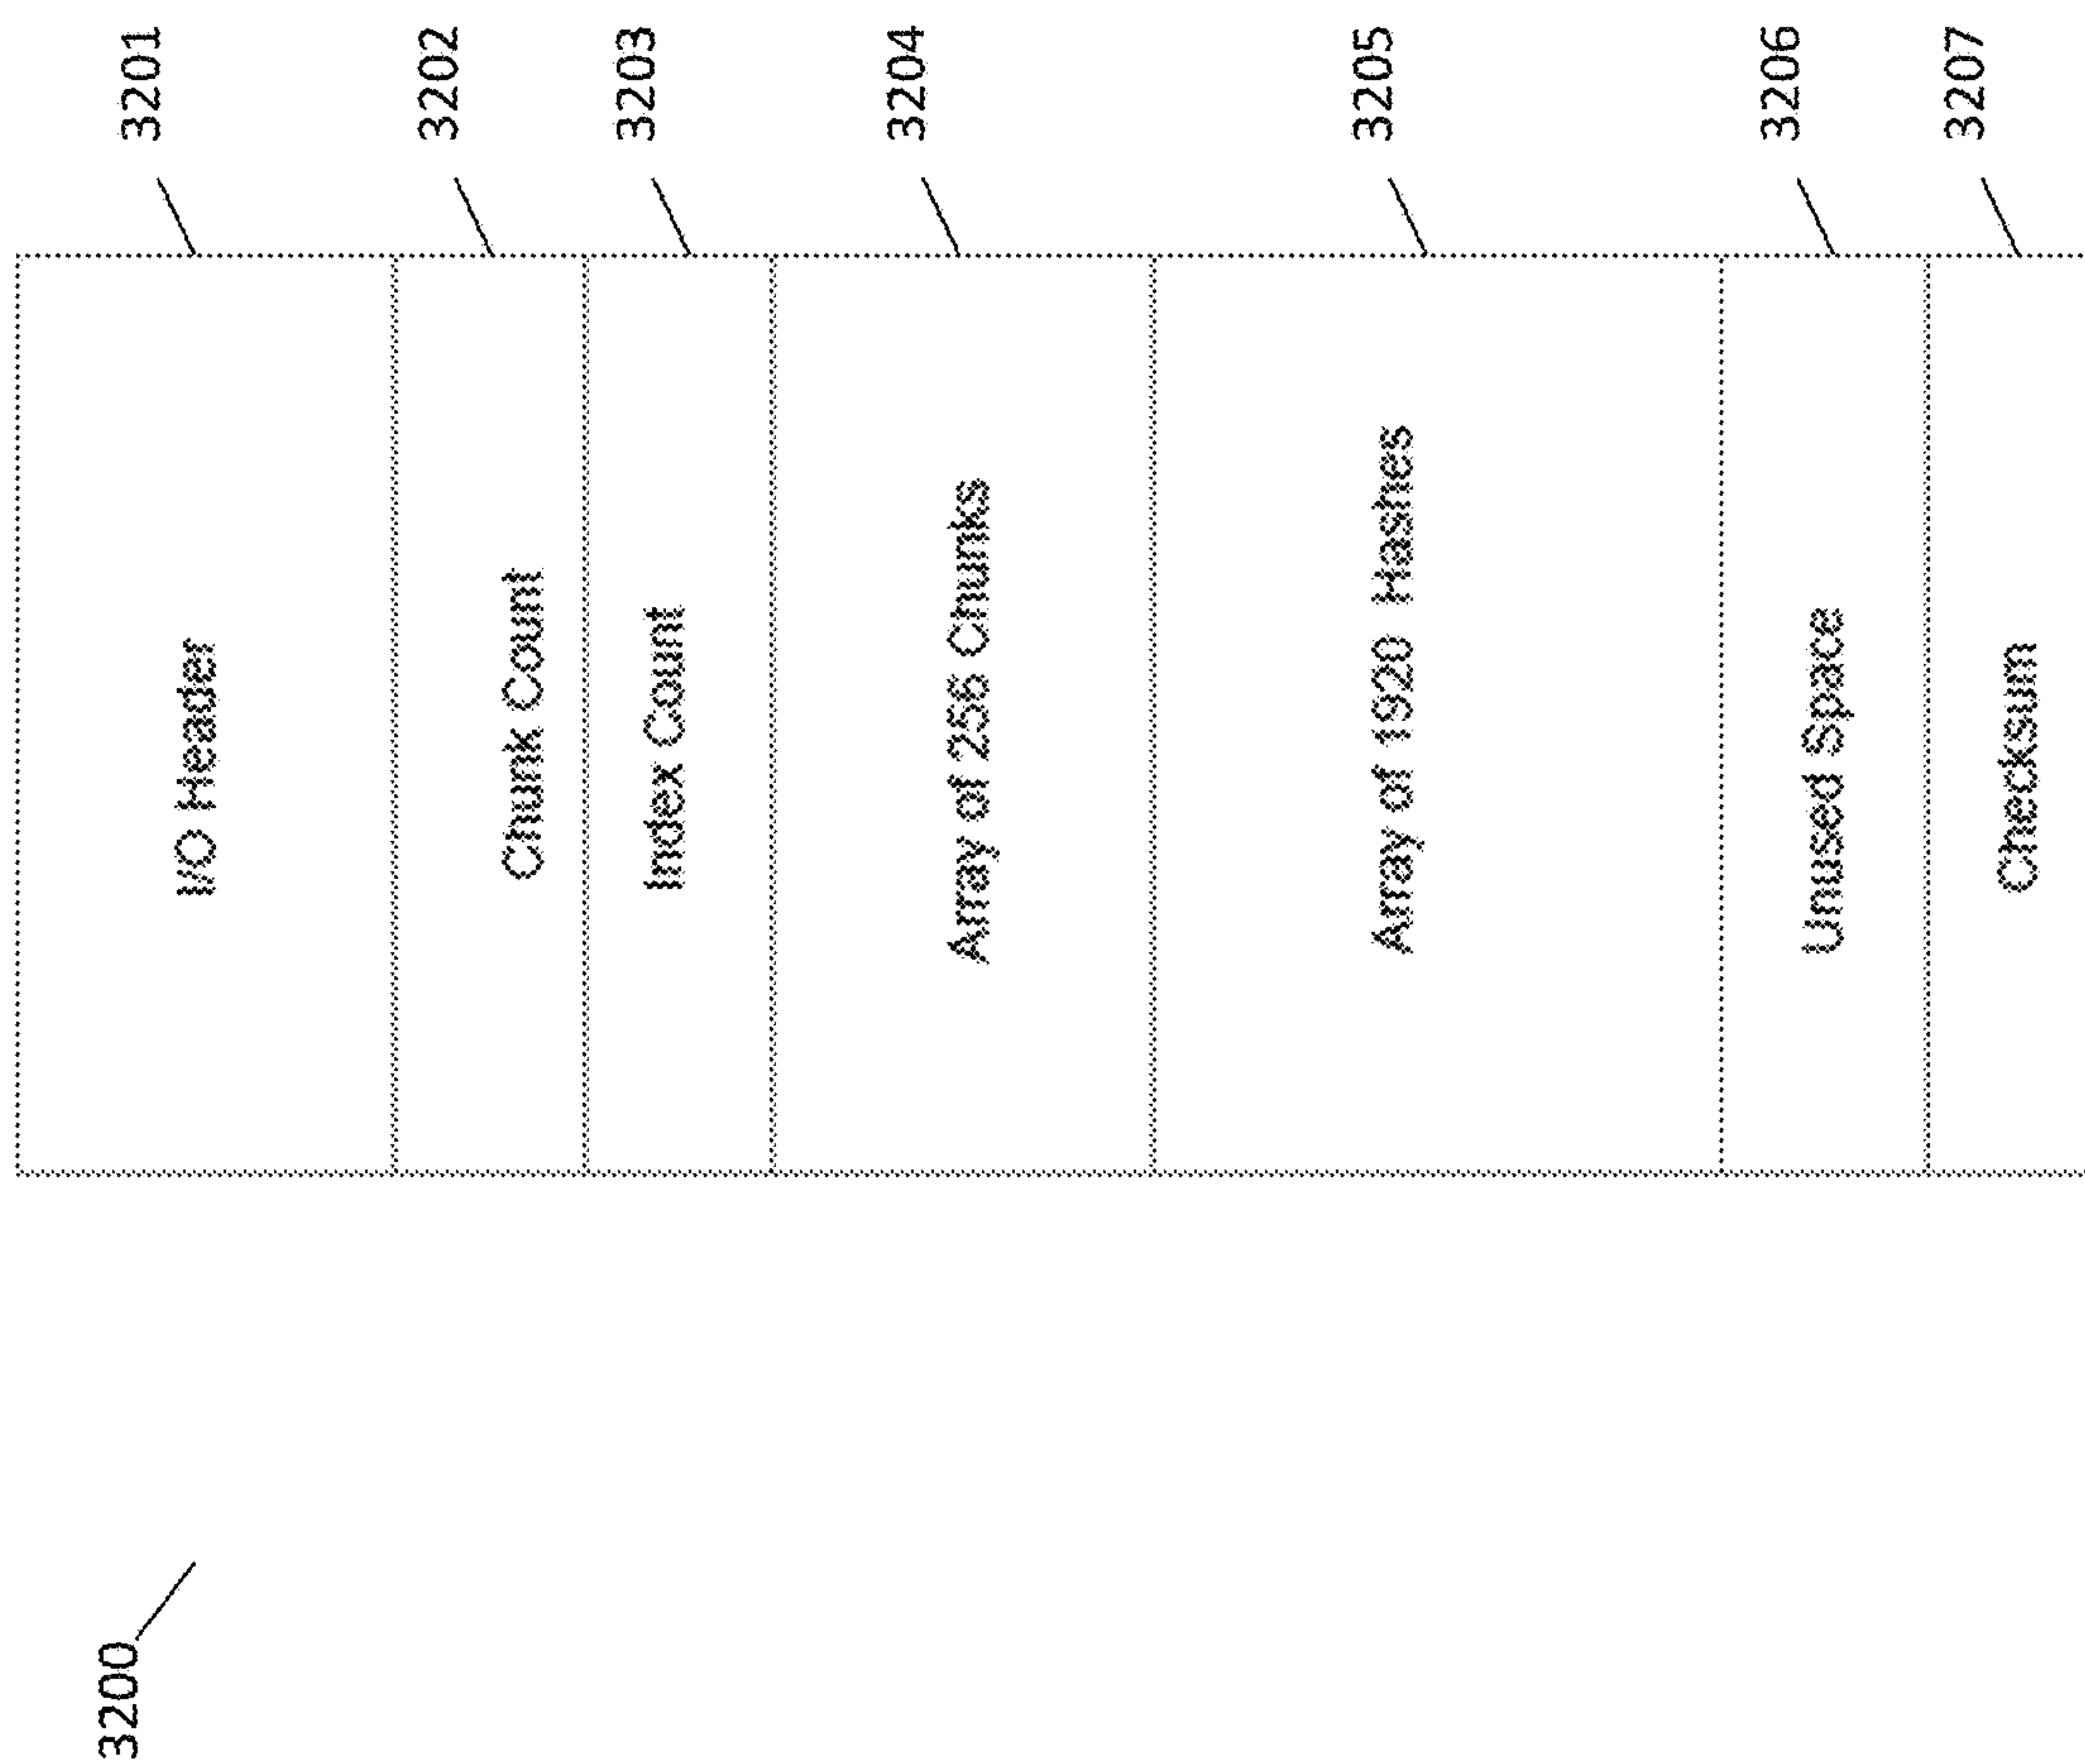 3200
I/O Header
3201
Chunk Count
3202
Index Count
3203
Array of 256 Chunks
3204
Array of 1920 Hashes
3205
Unused Space
3206
Checksum
3207